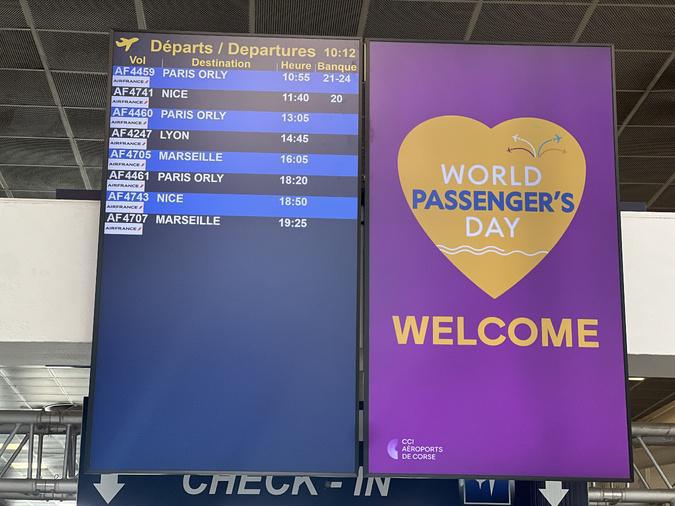 Départs / Departures 10:12
Vol Destination Heure Banque
AF4459 PARIS ORLY 10:55 21-24
AIRFRANCE
AF4741 NICE 11:40 20
AIRFRANCE
AF4460 PARIS ORLY 13:05
AIRFRANCE
AF4247 LYON 14:45
AIRFRANCE
AF4705 MARSEILLE 16:05
AIRFRANCE
AF4461 PARIS ORLY 18:20
AIRFRANCE
AF4743 NICE 18:50
AIRFRANCE
AF4707 MARSEILLE 19:25
AIRFRANCE
WORLD
PASSENGER'S
DAY
WELCOME
CCI
AÉROPORTS
DE CORSE
CHECK - IN